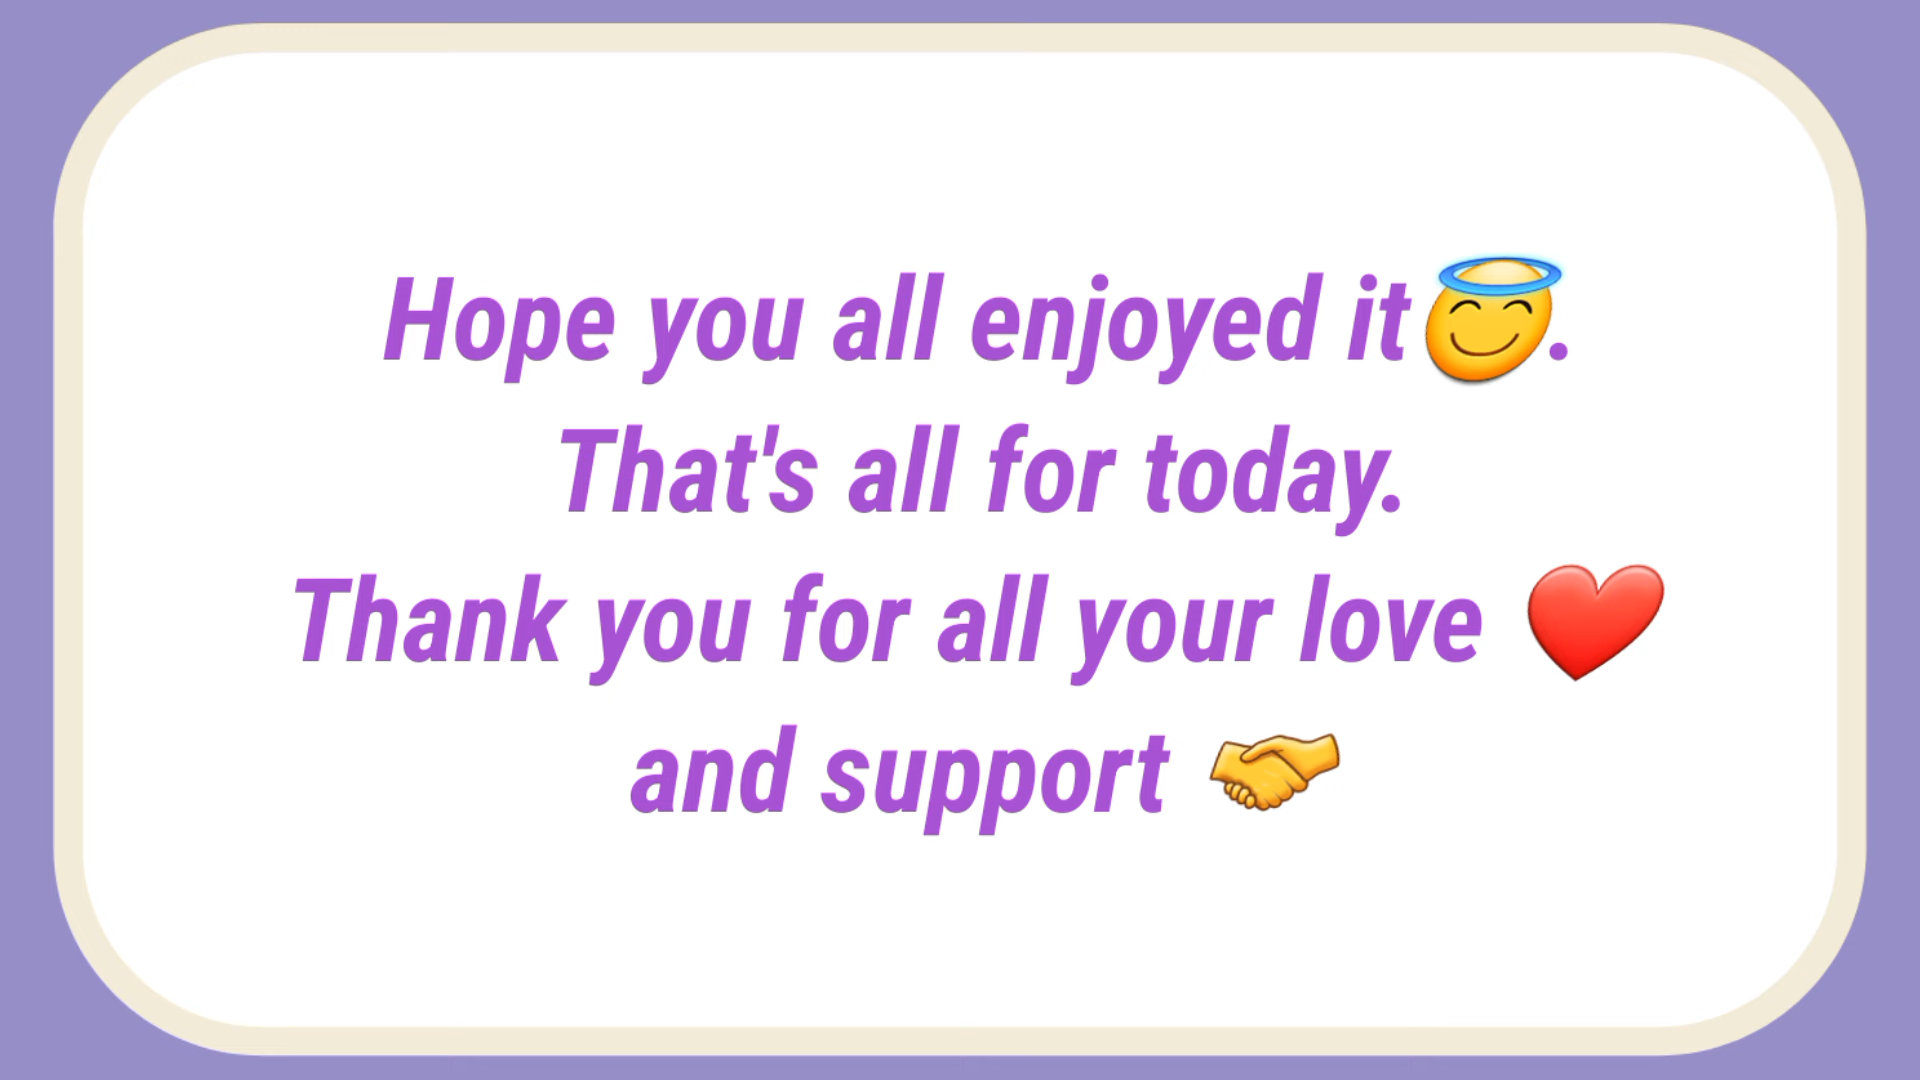 Hope you all enjoyed it😇.
That's all for today.
Thank you for all your love ❤️
and support 🤝